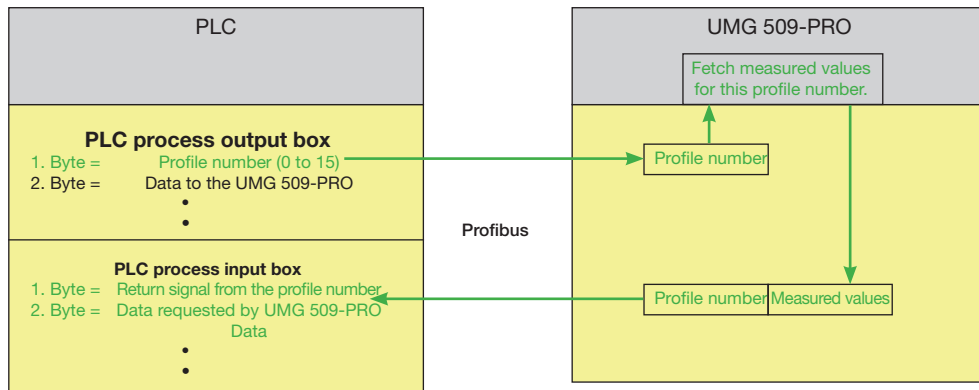 PLC
PLC process output box
1. Byte = Profile number (0 to 15)
2. Byte = Data to the UMG 509-PRO
•
•
PLC process input box
1. Byte = Return signal from the profile number
2. Byte = Data requested by UMG 509-PRO
Data
•
•
Profibus
UMG 509-PRO
Fetch measured values
for this profile number.
Profile number
Profile number Measured values